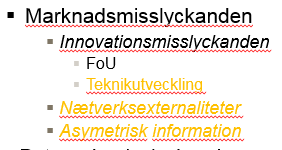 Marknadsmisslyckanden
Innovationsmisslyckanden
FoU
Teknikutveckling
Nætverksexternaliteter
Asymetrisk information